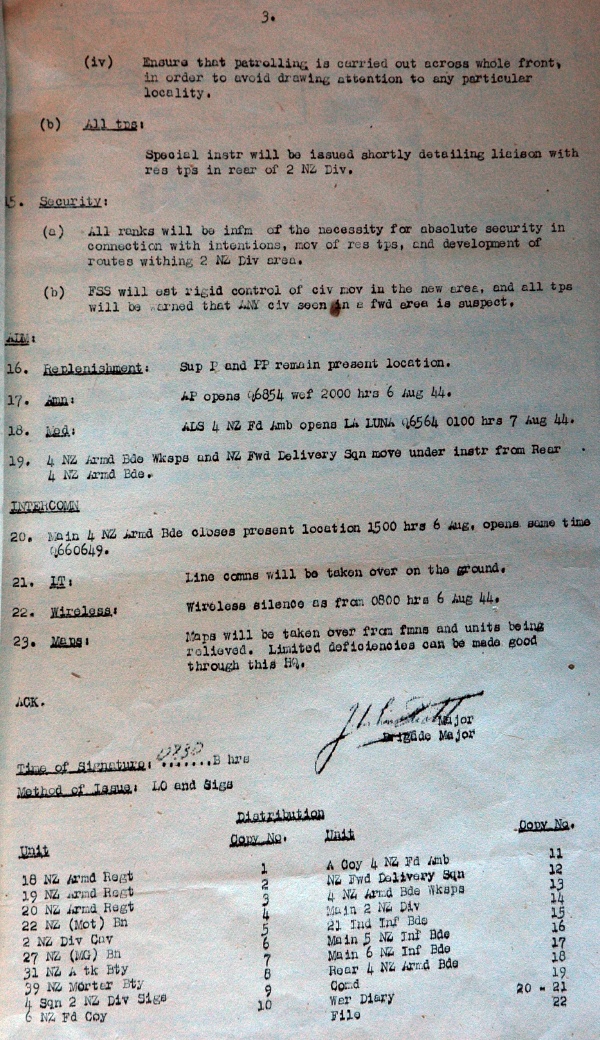 3.
(iv) Ensure that patrolling is carried out across whole front,
in order to avoid drawing attention to any particular
locality.
(b) All tps:
Special instr will be issued shortly detailing liaison with
res tps in rear of 2 NZ Div.
15. Security:
(a) All ranks will be infm of the necessity for absolute security in
connection with intentions, mov of res tps, and development of
routes withing 2 NZ Div area.
(b) FSS will est rigid control of civ mov in the new area, and all tps
will be warned that ANY civ seen in a fwd area is suspect.
ADM:
16. Replenishment: Sup P and PP remain present location.
17. Amn: AP opens Q6854 wef 2000 hrs 6 Aug 44.
18. Med: ADS 4 NZ Fd Amb opens LA LUNA Q6564 0100 hrs 7 Aug 44.
19. 4 NZ Armd Bde Wksps and NZ Fwd Delivery Sqn move under instr from Rear
4 NZ Armd Bde.
INTERCOMN
20. Main 4 NZ Armd Bde closes present location 1500 hrs 6 Aug, opens same time
Q660649.
21. LT: Line comns will be taken over on the ground.
22. Wireless: Wireless silence as from 0800 hrs 6 Aug 44.
23. Maps: Maps will be taken over from fmns and units being
relieved. Limited deficiencies can be made good
through this HQ.
ACK.
Major
Brigade Major
Time of Signature: 0730 .......B hrs
Method of Issue: LO and Sigs
Distribution
Unit Copy No. Unit Copy No.
18 NZ Armd Regt 1 A Coy 4 NZ Fd Amb 11
19 NZ Armd Regt 2 NZ Fwd Delivery Sqn 12
20 NZ Armd Regt 3 4 NZ Armd Bde Wksps 13
22 NZ (Mot) Bn 4 Main 2 NZ Div 14
2 NZ Div Cav 5 21 Ind Inf Bde 15
27 NZ (MG) Bn 6 Main 5 NZ Inf Bde 16
31 NZ A tk Bty 7 Main 6 NZ Inf Bde 17
39 NZ Mortar Bty 8 Rear 4 NZ Armd Bde 18
4 Sqn 2 NZ Div Sigs 9 Comd 19
6 NZ Fd Coy 10 War Diary 20 - 21
File 22